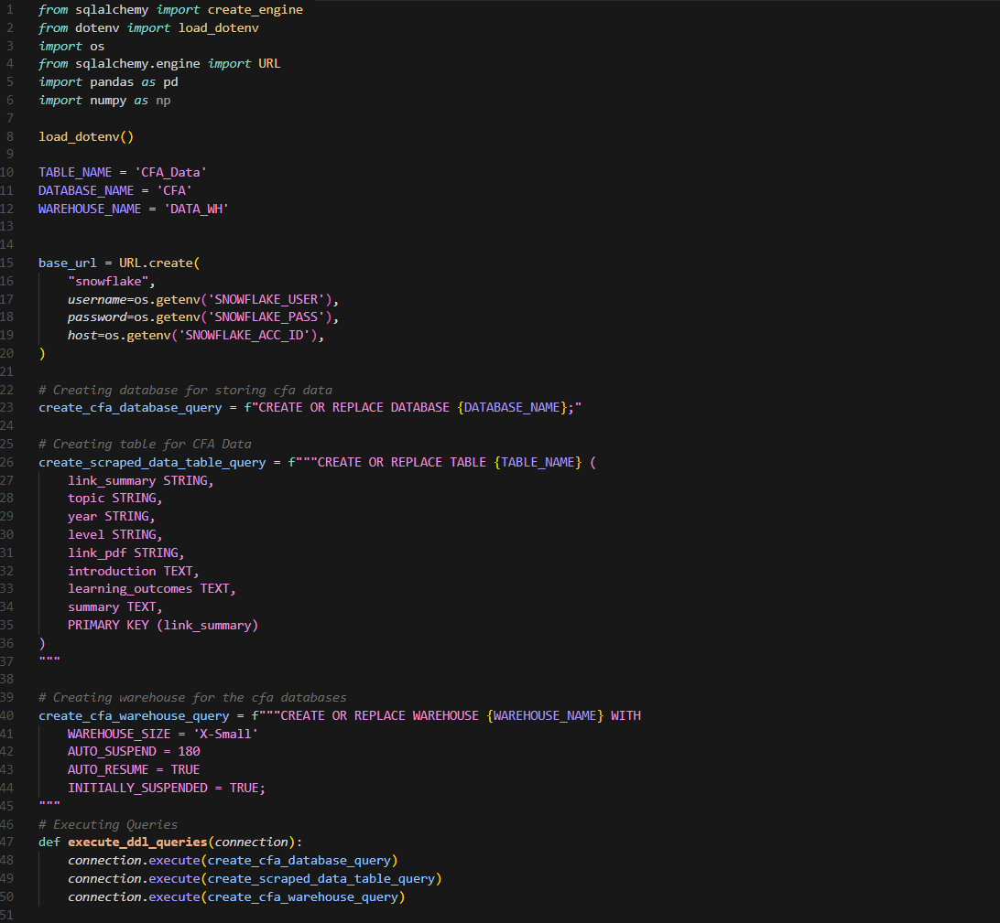 1 from sqlalchemy import create_engine
2 from dotenv import load_dotenv
3 import os
4 from sqlalchemy.engine import URL
5 import pandas as pd
6 import numpy as np
7
8 load_dotenv()
9
10 TABLE_NAME = 'CFA_Data'
11 DATABASE_NAME = 'CFA'
12 WAREHOUSE_NAME = 'DATA_WH'
13
14
15 base_url = URL.create(
16     "snowflake",
17     username=os.getenv('SNOWFLAKE_USER'),
18     password=os.getenv('SNOWFLAKE_PASS'),
19     host=os.getenv('SNOWFLAKE_ACC_ID'),
20 )
21
22 # Creating database for storing cfa data
23 create_cfa_database_query = f"CREATE OR REPLACE DATABASE {DATABASE_NAME};"
24
25 # Creating table for CFA Data
26 create_scraped_data_table_query = f"""CREATE OR REPLACE TABLE {TABLE_NAME} (
27     link_summary STRING,
28     topic STRING,
29     year STRING,
30     level STRING,
31     link_pdf STRING,
32     introduction TEXT,
33     learning_outcomes TEXT,
34     summary TEXT,
35     PRIMARY KEY (link_summary)
36 )
37 """
38
39 # Creating warehouse for the cfa databases
40 create_cfa_warehouse_query = f"""CREATE OR REPLACE WAREHOUSE {WAREHOUSE_NAME} WITH
41     WAREHOUSE_SIZE = 'X-Small'
42     AUTO_SUSPEND = 180
43     AUTO_RESUME = TRUE
44     INITIALLY_SUSPENDED = TRUE;
45 """
46 # Executing Queries
47 def execute_ddl_queries(connection):
48     connection.execute(create_cfa_database_query)
49     connection.execute(create_scraped_data_table_query)
50     connection.execute(create_cfa_warehouse_query)
51